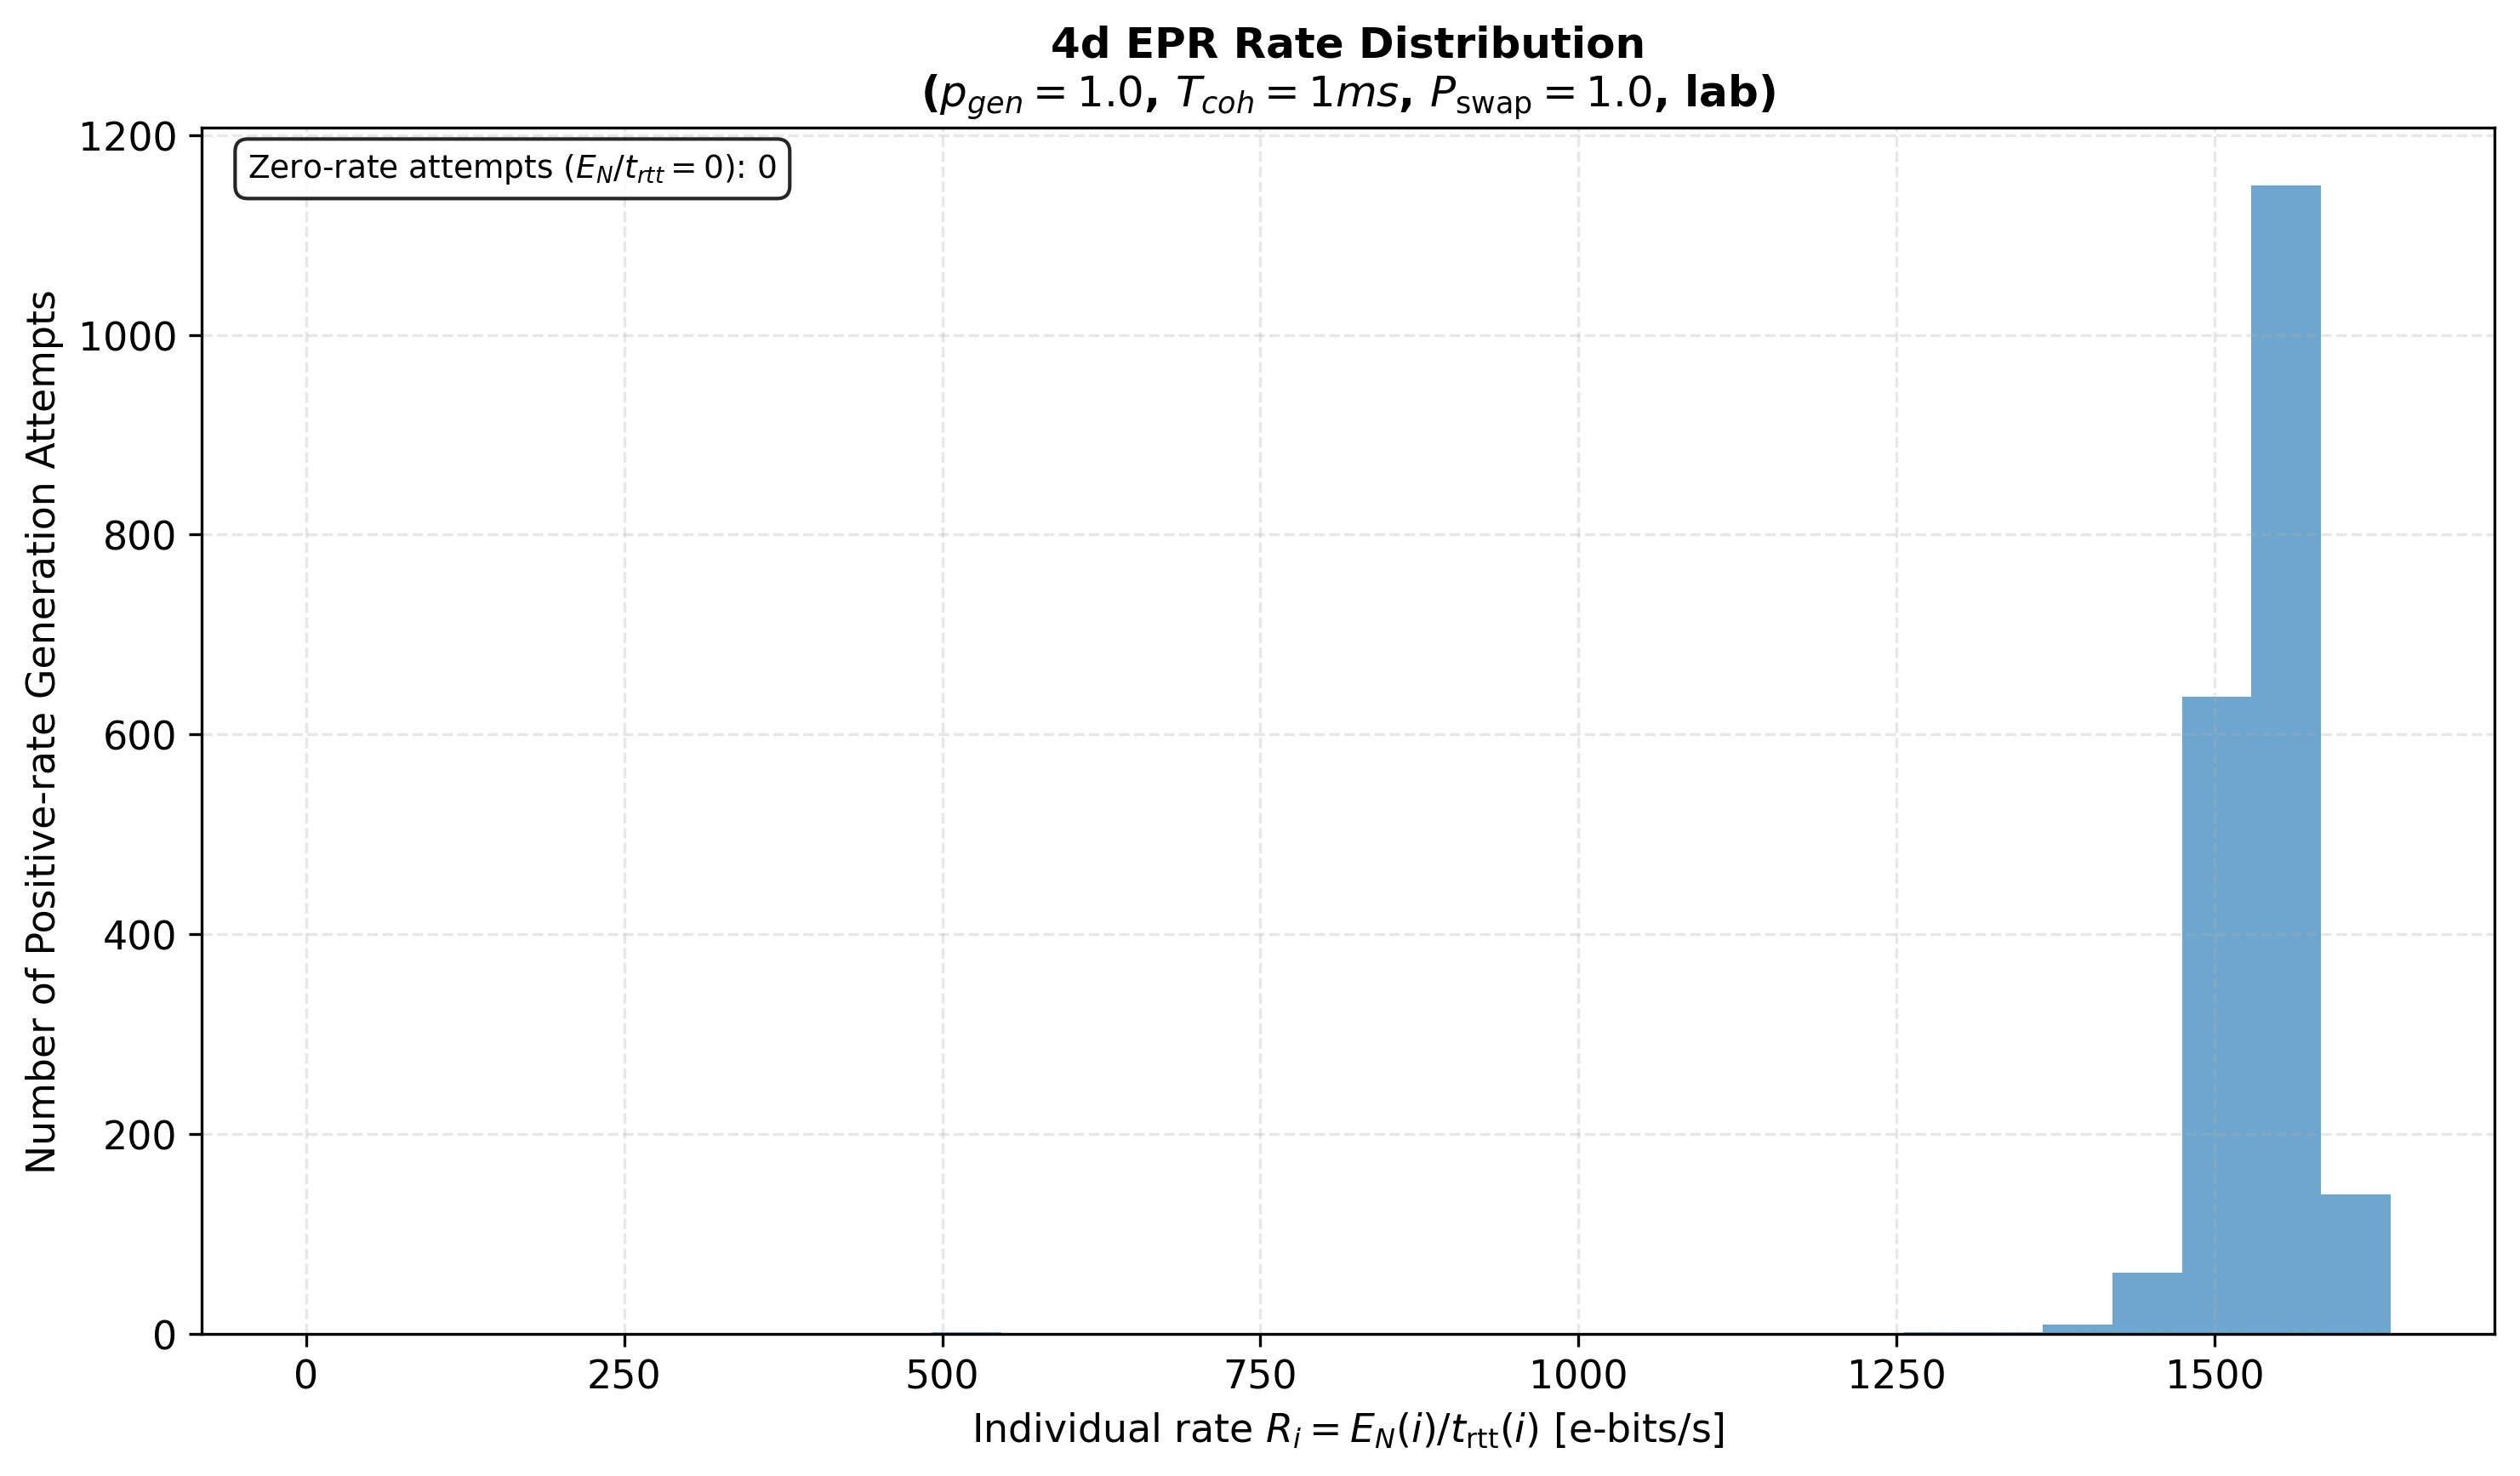 4d EPR Rate Distribution
(p_gen = 1.0, T_coh = 1ms, P_swap = 1.0, lab)
Zero-rate attempts (E_N/t_rtt = 0): 0
Number of Positive-rate Generation Attempts
1200
1000
800
600
400
200
0
0 250 500 750 1000 1250 1500
Individual rate R_i = E_N(i)/t_rtt(i) [e-bits/s]